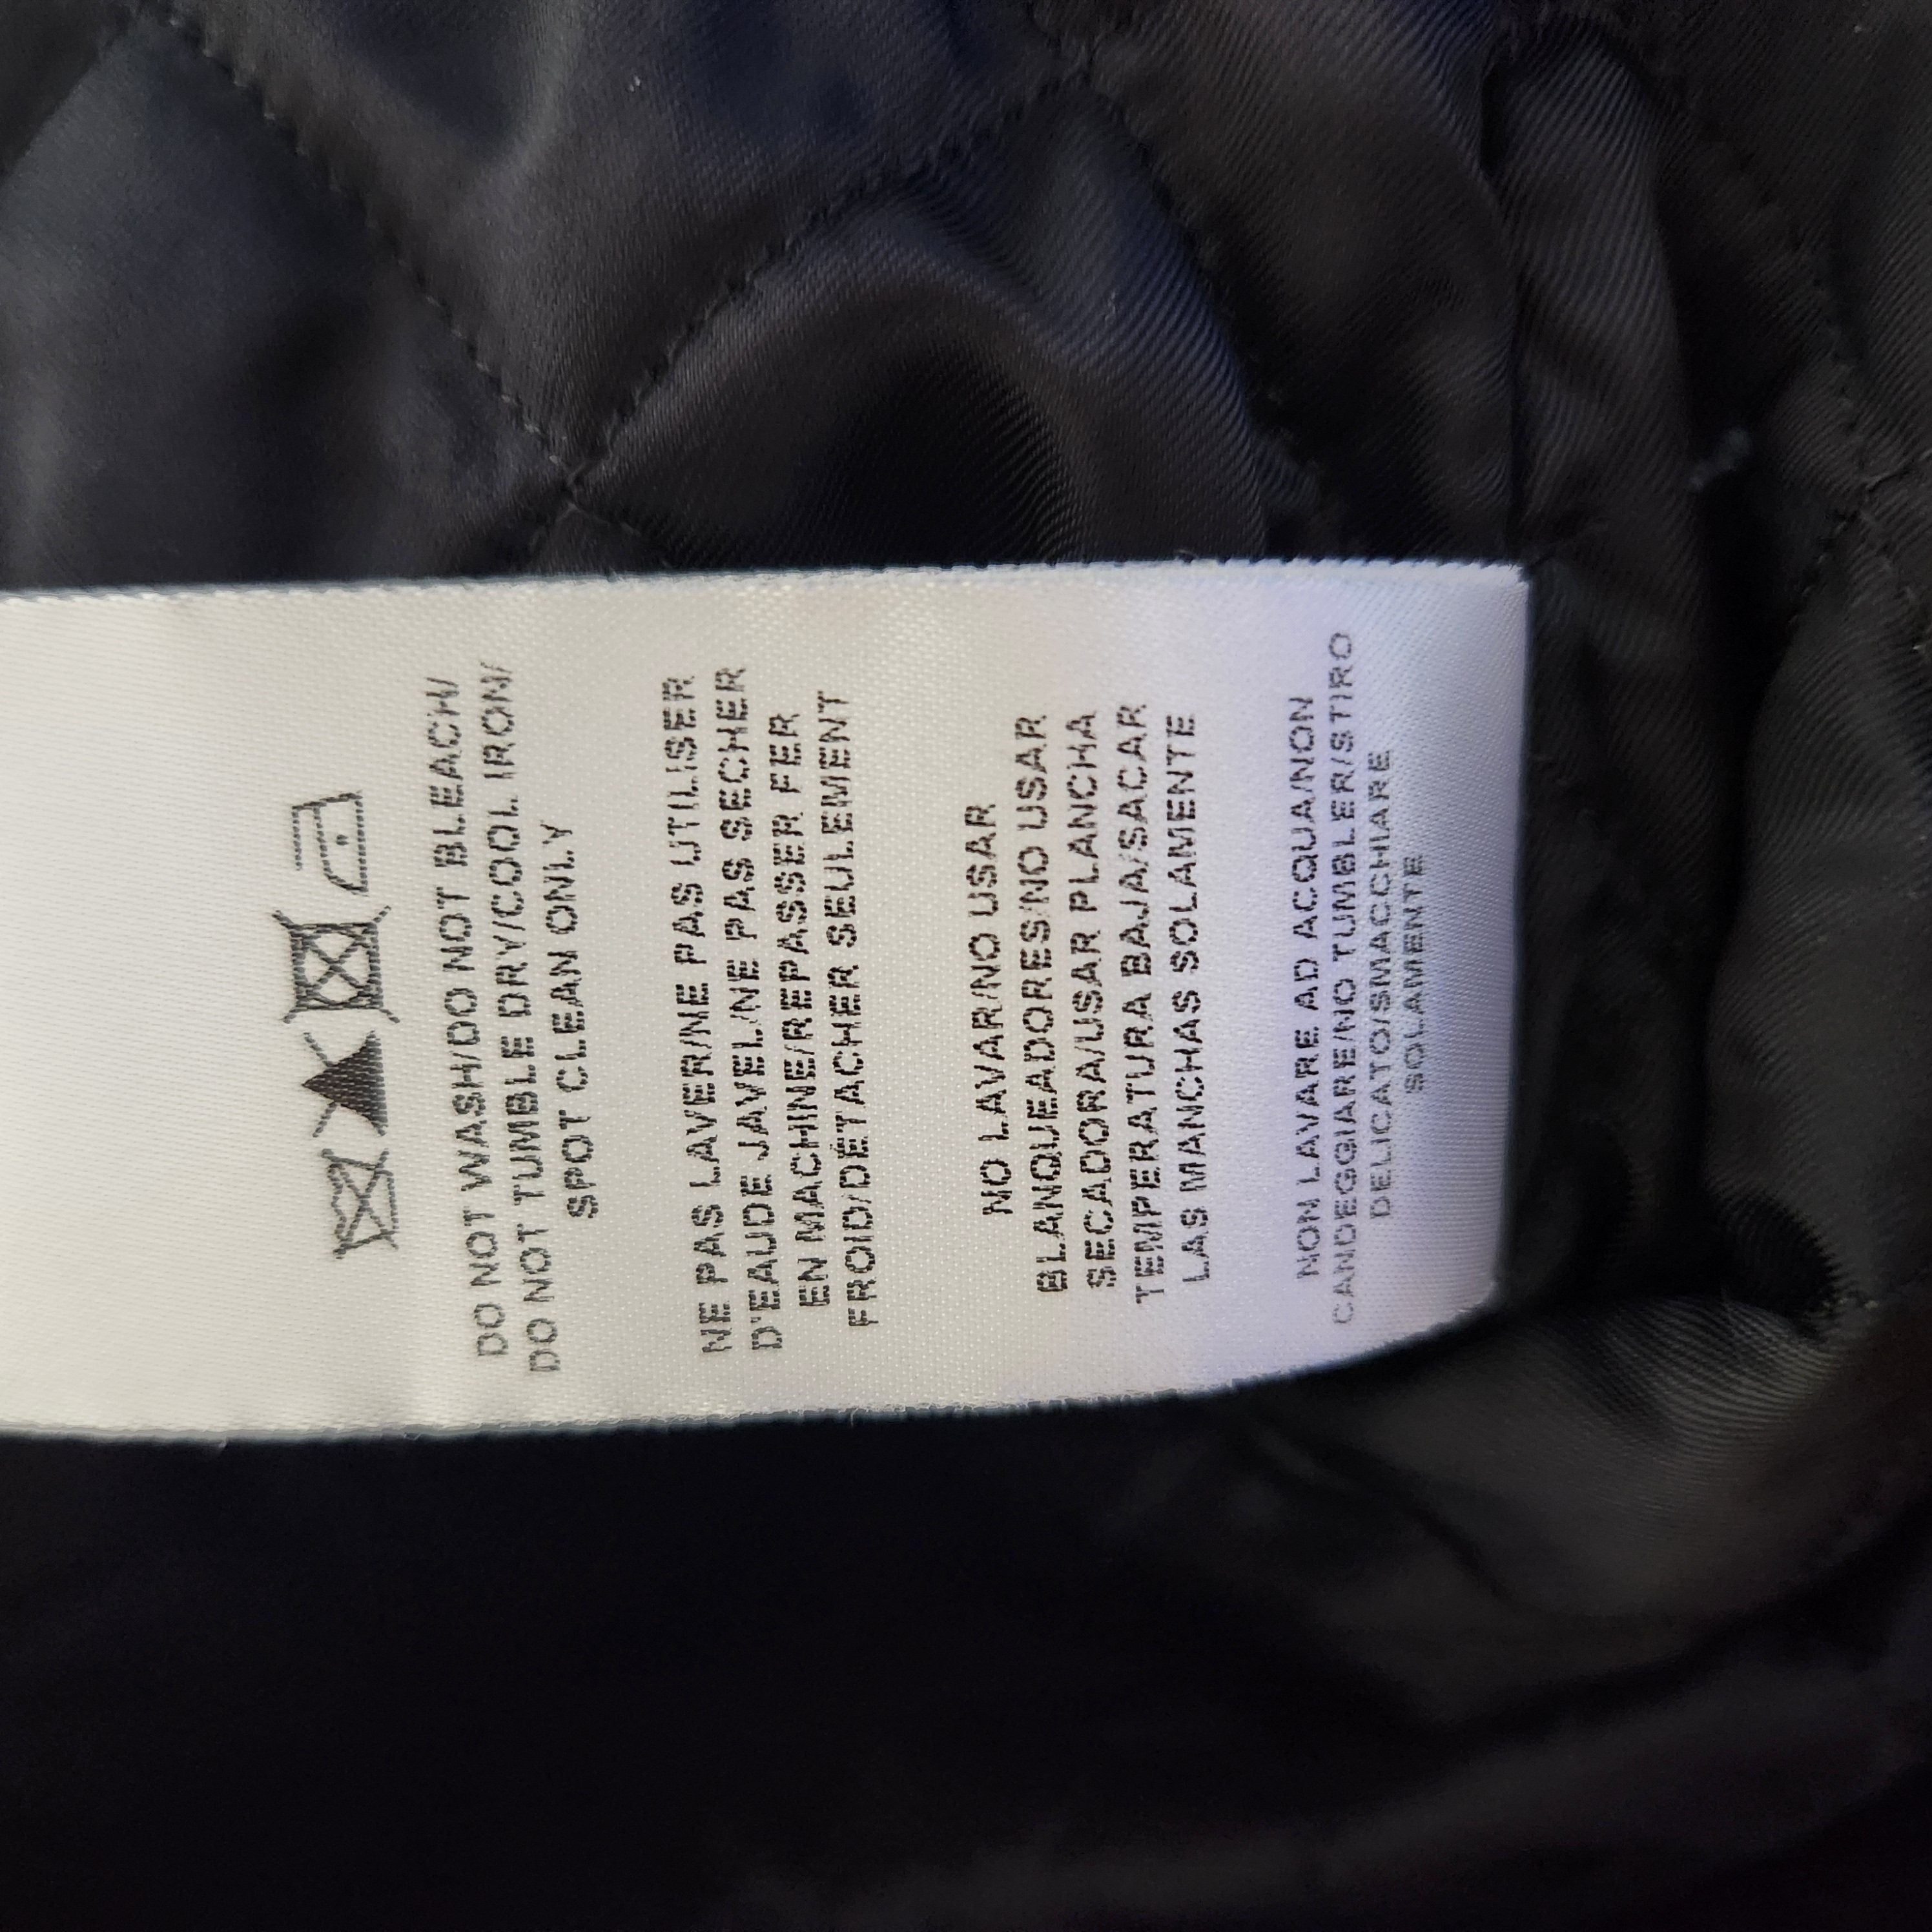 DO NOT WASH/DO NOT BLEACH/
DO NOT TUMBLE DRY/COOL IRON/
SPOT CLEAN ONLY
NE PAS LAVER/NE PAS UTILISER
D'EAUDE JAVEL/NE PAS SECHER
EN MACHINE/REPASSER FER
FROID/DÉTACHER SEULEMENT
NO LAVAR/NO USAR
BLANQUEADORES/NO USAR
SECADORA/USAR PLANCHA
TEMPERATURA BAJA/SACAR
LAS MANCHAS SOLAMENTE
NON LAVARE AD ACQUA/NON
CANDEGGIARE/NO TUMBLER/STIRO
DELICATO/SMACCHIARE
SOLAMENTE